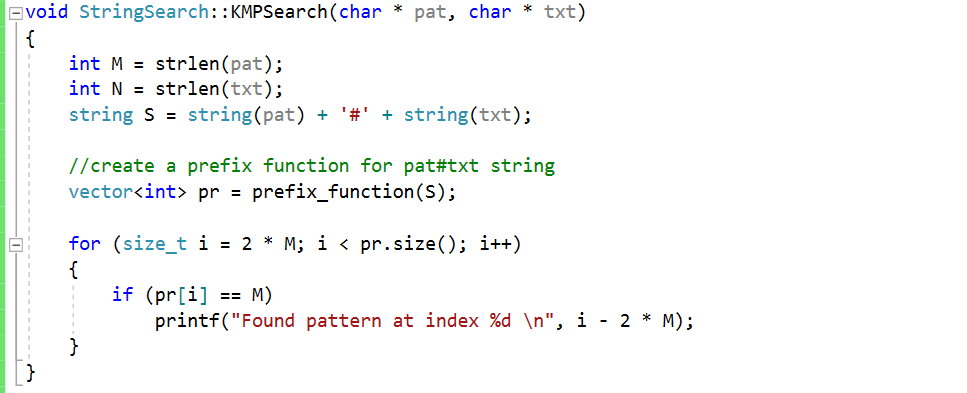 void StringSearch::KMPSearch(char * pat, char * txt)
{
    int M = strlen(pat);
    int N = strlen(txt);
    string S = string(pat) + '#' + string(txt);

    //create a prefix function for pat#txt string
    vector<int> pr = prefix_function(S);

    for (size_t i = 2 * M; i < pr.size(); i++)
    {
        if (pr[i] == M)
            printf("Found pattern at index %d \n", i - 2 * M);
    }
}